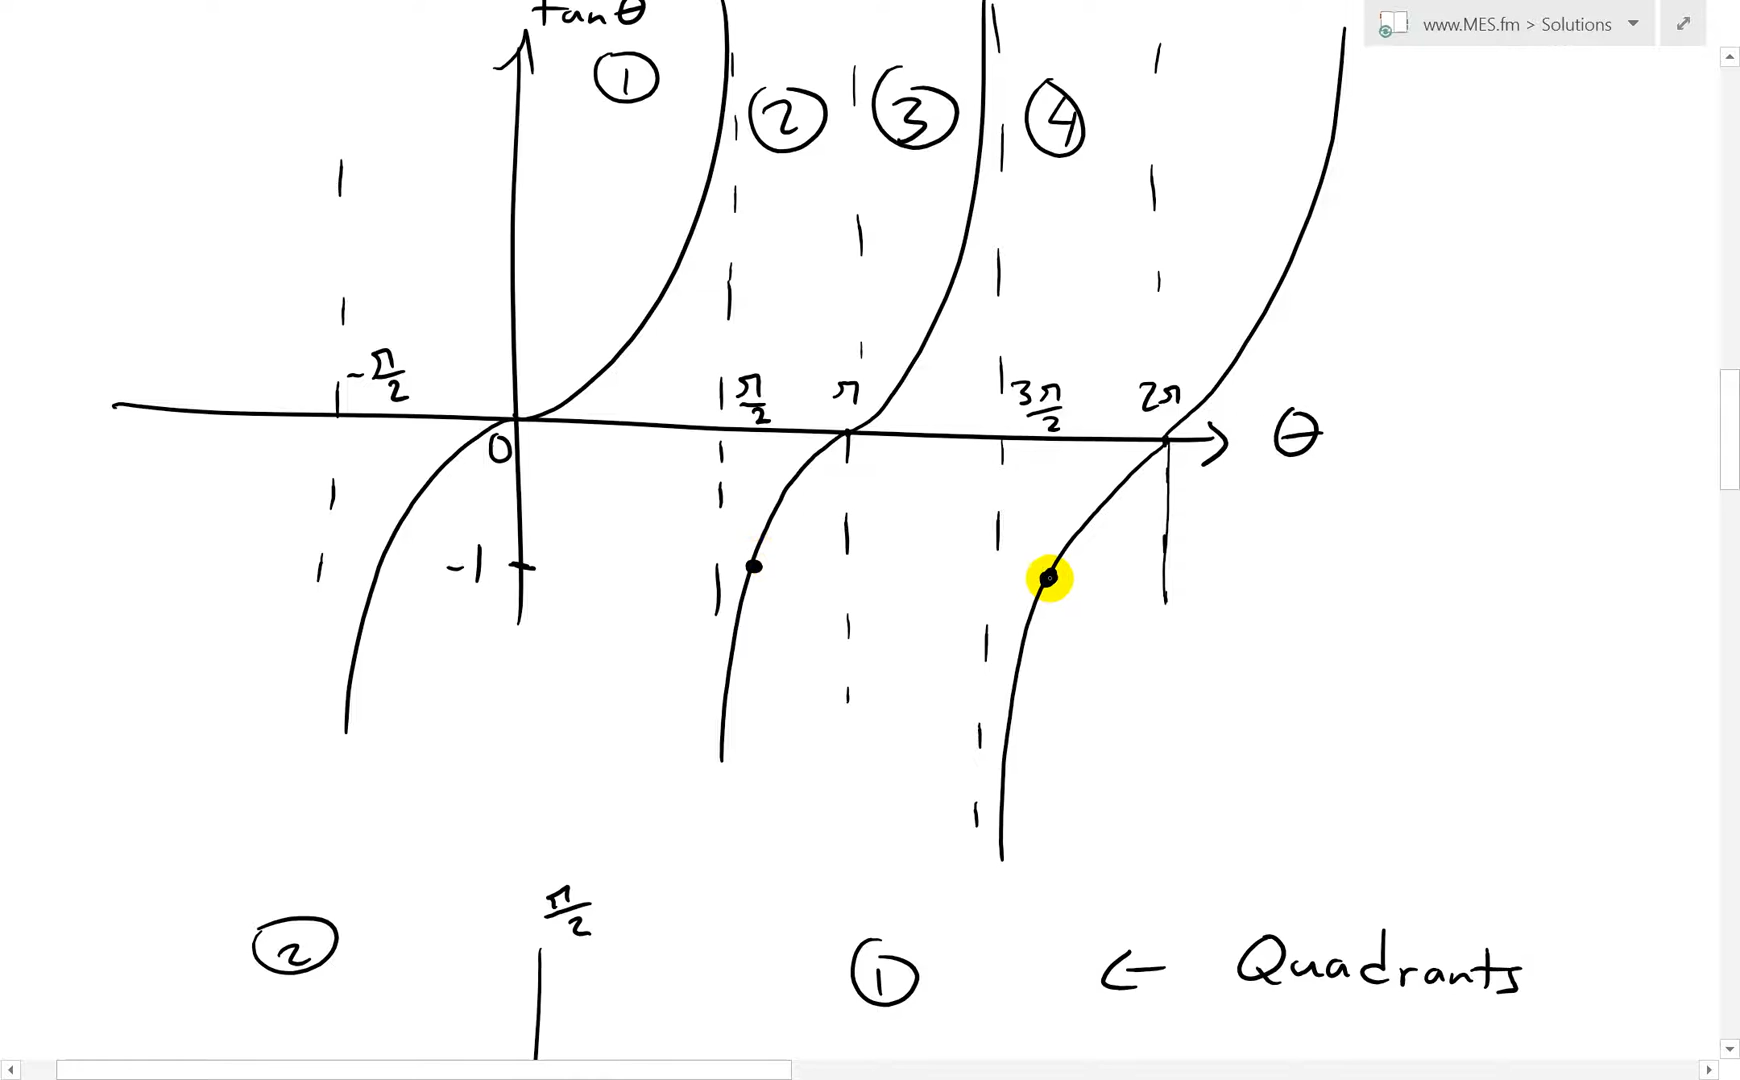 tan θ
www.MES.fm > Solutions
① ② ③ ④
-π/2
π/2 π 3π/2 2π
θ
0
-1
π/2
② ① ← Quadrants